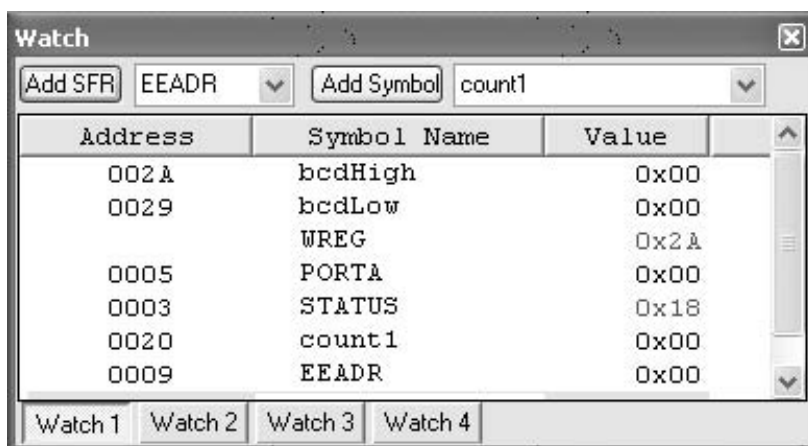 Watch
Add SFR EEADR Add Symbol count1
Address Symbol Name Value
002A bcdHigh 0x00
0029 bcdLow 0x00
WREG 0x2A
0005 PORTA 0x00
0003 STATUS 0x18
0020 count1 0x00
0009 EEADR 0x00
Watch 1 Watch 2 Watch 3 Watch 4